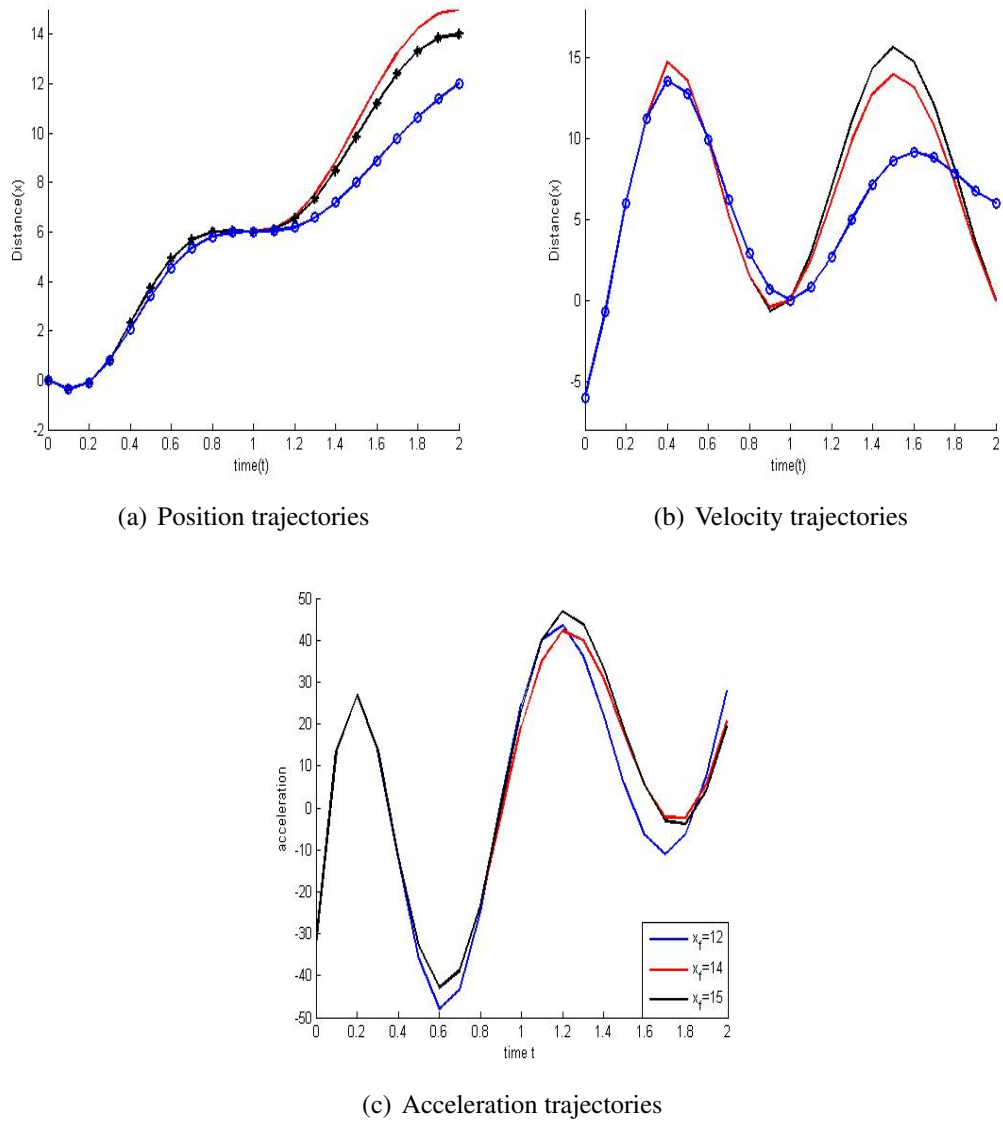 Distance(x)
14
12
10
8
6
4
2
0
-2
0 0.2 0.4 0.6 0.8 1 1.2 1.4 1.6 1.8 2
time(t)
(a) Position trajectories
Distance(x)
15
10
5
0
-5
0 0.2 0.4 0.6 0.8 1 1.2 1.4 1.6 1.8 2
time(t)
(b) Velocity trajectories
acceleration
50
40
30
20
10
0
-10
-20
-30
-40
-50
0 0.2 0.4 0.6 0.8 1 1.2 1.4 1.6 1.8 2
time t
x_f=12
x_f=14
x_f=15
(c) Acceleration trajectories